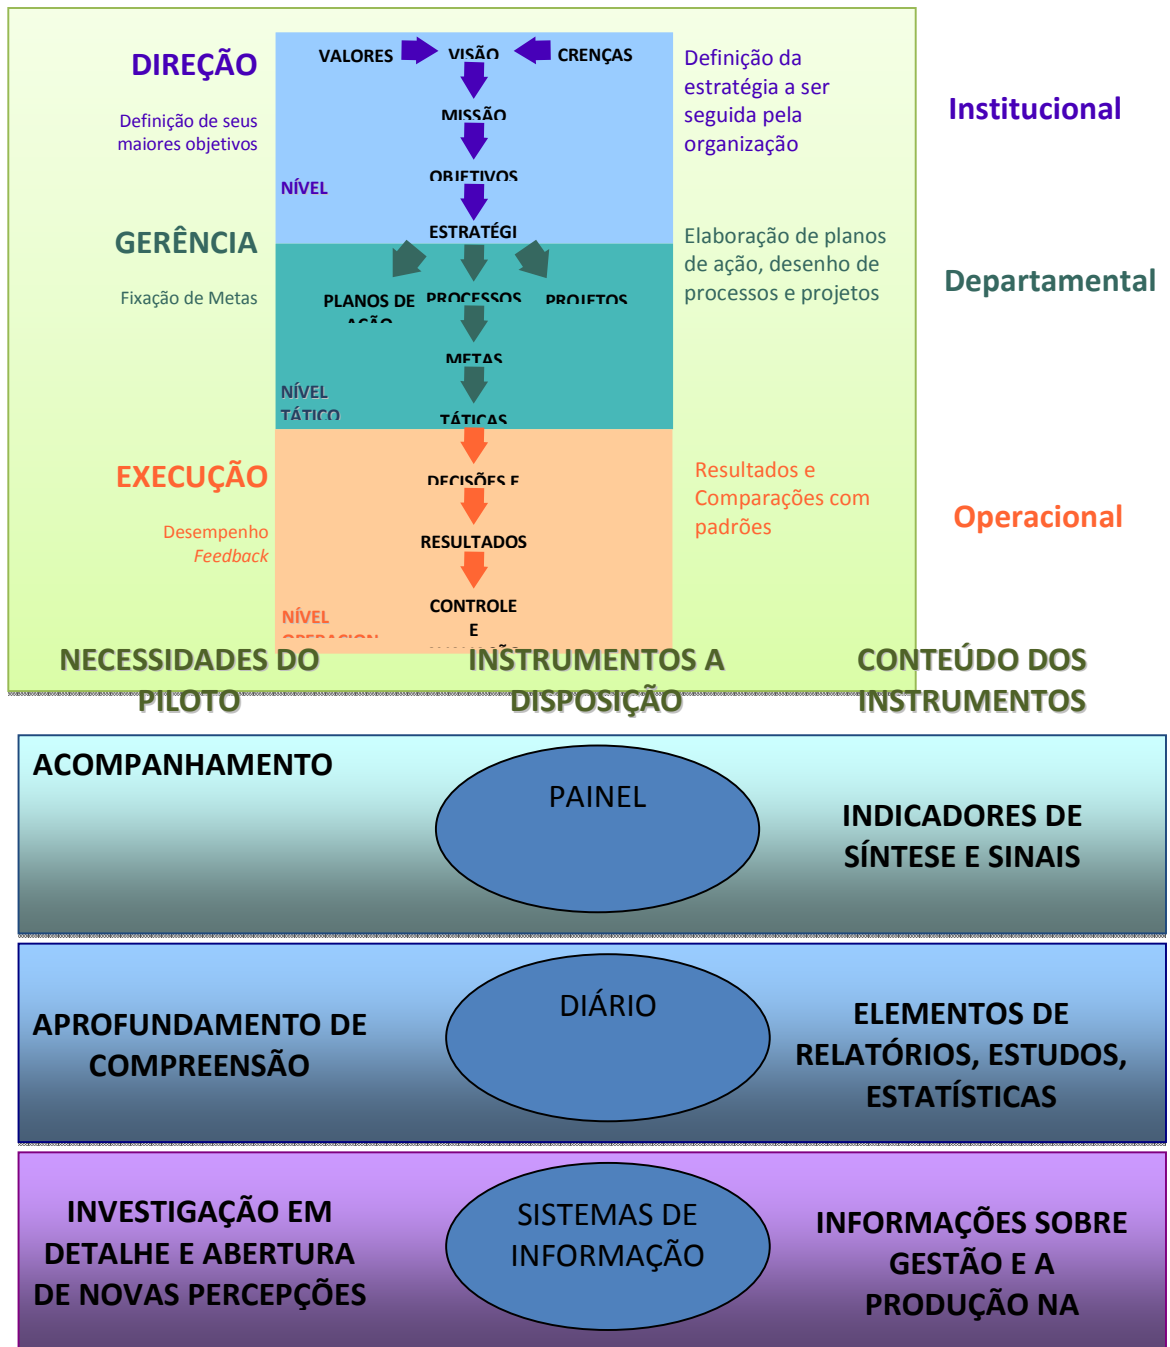 VALORES
VISÃO
CRENÇAS
DIREÇÃO
Definição de seus
maiores objetivos
MISSÃO
OBJETIVOS
NÍVEL
ESTRATÉGI
Definição da
estratégia a ser
seguida pela
organização
Institucional
GERÊNCIA
Fixação de Metas
PLANOS DE
AÇÃO
PROCESSOS
PROJETOS
METAS
NÍVEL
TÁTICO
TÁTICAS
Elaboração de planos
de ação, desenho de
processos e projetos
Departamental
EXECUÇÃO
Desempenho
Feedback
DECISÕES E
RESULTADOS
CONTROLE
E
NÍVEL
OPERACION
Resultados e
Comparações com
padrões
Operacional
NECESSIDADES DO
PILOTO
INSTRUMENTOS A
DISPOSIÇÃO
CONTEÚDO DOS
INSTRUMENTOS
ACOMPANHAMENTO
PAINEL
INDICADORES DE
SÍNTESE E SINAIS
APROFUNDAMENTO DE
COMPREENSÃO
DIÁRIO
ELEMENTOS DE
RELATÓRIOS, ESTUDOS,
ESTATÍSTICAS
INVESTIGAÇÃO EM
DETALHE E ABERTURA
DE NOVAS PERCEPÇÕES
SISTEMAS DE
INFORMAÇÃO
INFORMAÇÕES SOBRE
GESTÃO E A
PRODUÇÃO NA